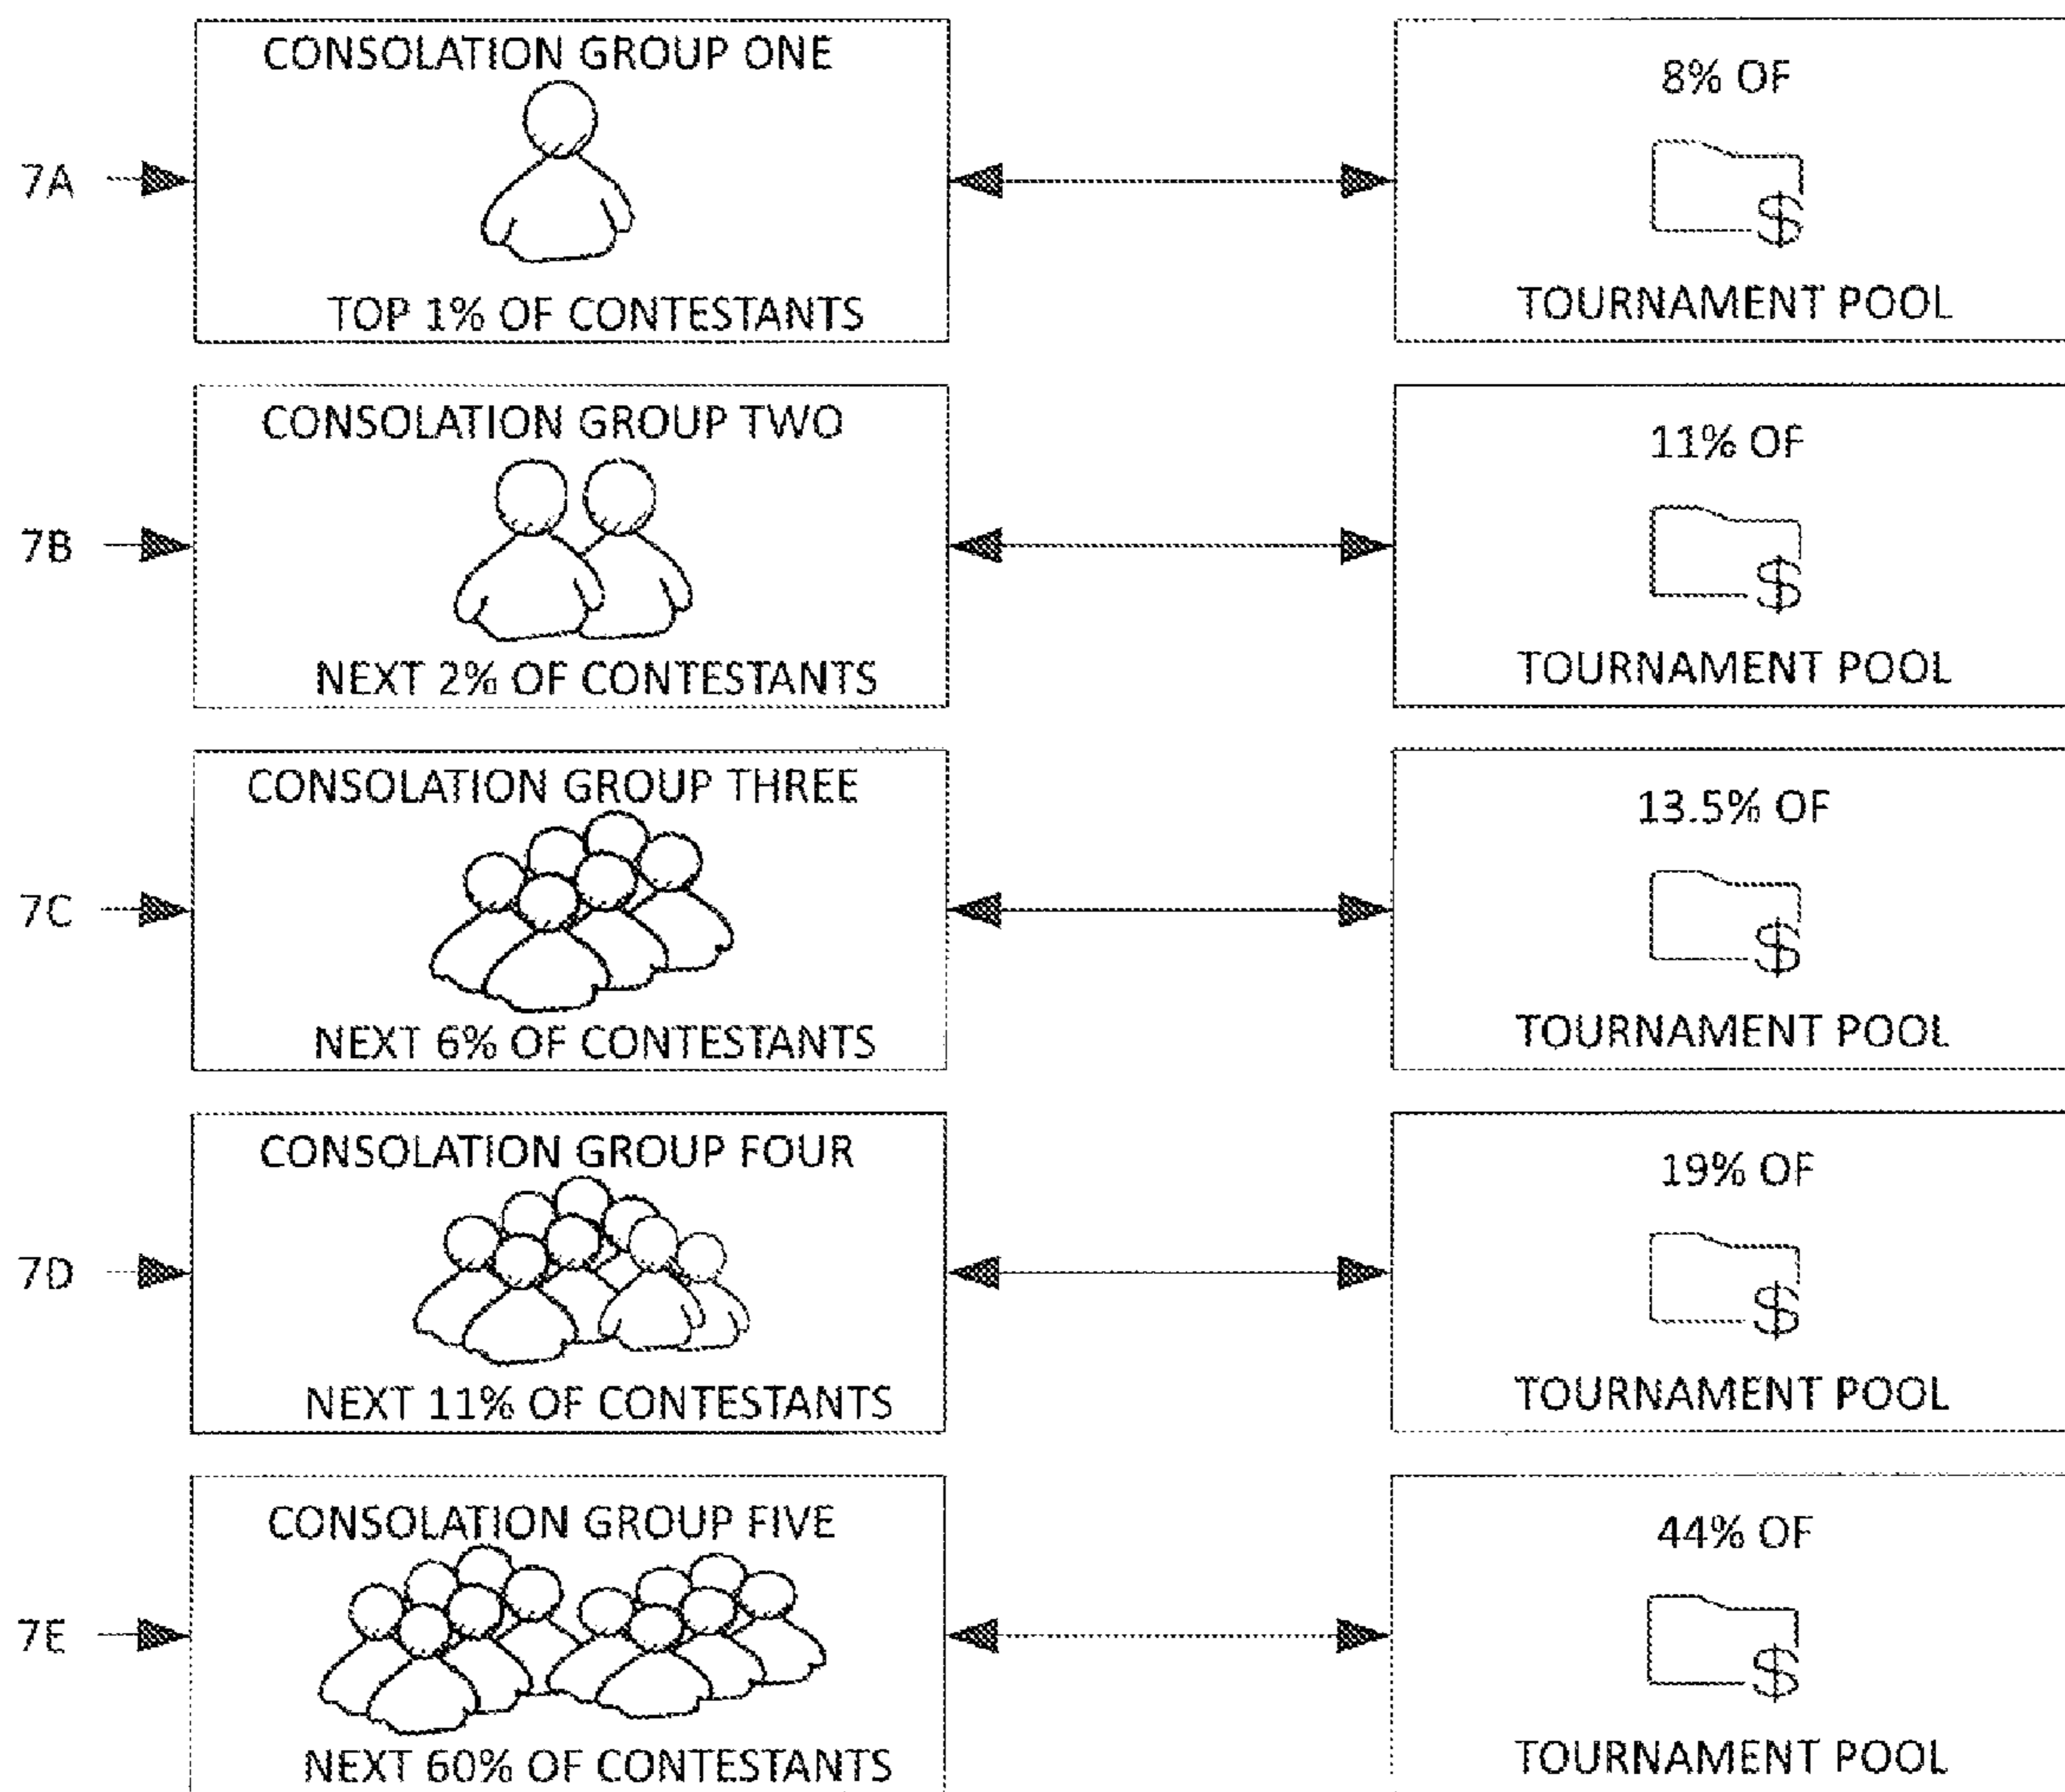 CONSOLATION GROUP ONE
8% OF
7A
$
TOP 1% OF CONTESTANTS
TOURNAMENT POOL
CONSOLATION GROUP TWO
11% OF
7B
$
NEXT 2% OF CONTESTANTS
TOURNAMENT POOL
CONSOLATION GROUP THREE
13.5% OF
7C
$
NEXT 6% OF CONTESTANTS
TOURNAMENT POOL
CONSOLATION GROUP FOUR
19% OF
7D
$
NEXT 11% OF CONTESTANTS
TOURNAMENT POOL
CONSOLATION GROUP FIVE
44% OF
7E
$
NEXT 60% OF CONTESTANTS
TOURNAMENT POOL